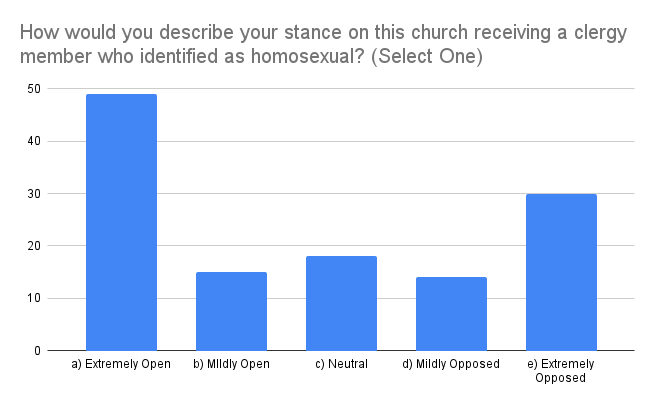 How would you describe your stance on this church receiving a clergy
member who identified as homosexual? (Select One)
50
40
30
20
10
0
a) Extremely Open
b) MIldly Open
c) Neutral
d) Mildly Opposed
e) Extremely
Opposed